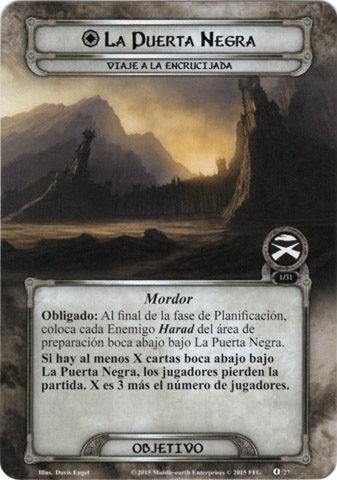 La Puerta Negra
Viaje a la Encrucijada
1/31
Mordor
Obligado: Al final de la fase de Planificación,
coloca cada Enemigo Harad del área de
preparación boca abajo bajo La Puerta Negra.
Si hay al menos X cartas boca abajo bajo
La Puerta Negra, los jugadores pierden la
partida. X es 3 más el número de jugadores.
Objetivo
Illus. Davis Engel © 2015 Middle-earth Enterprises © 2015 FFG 27